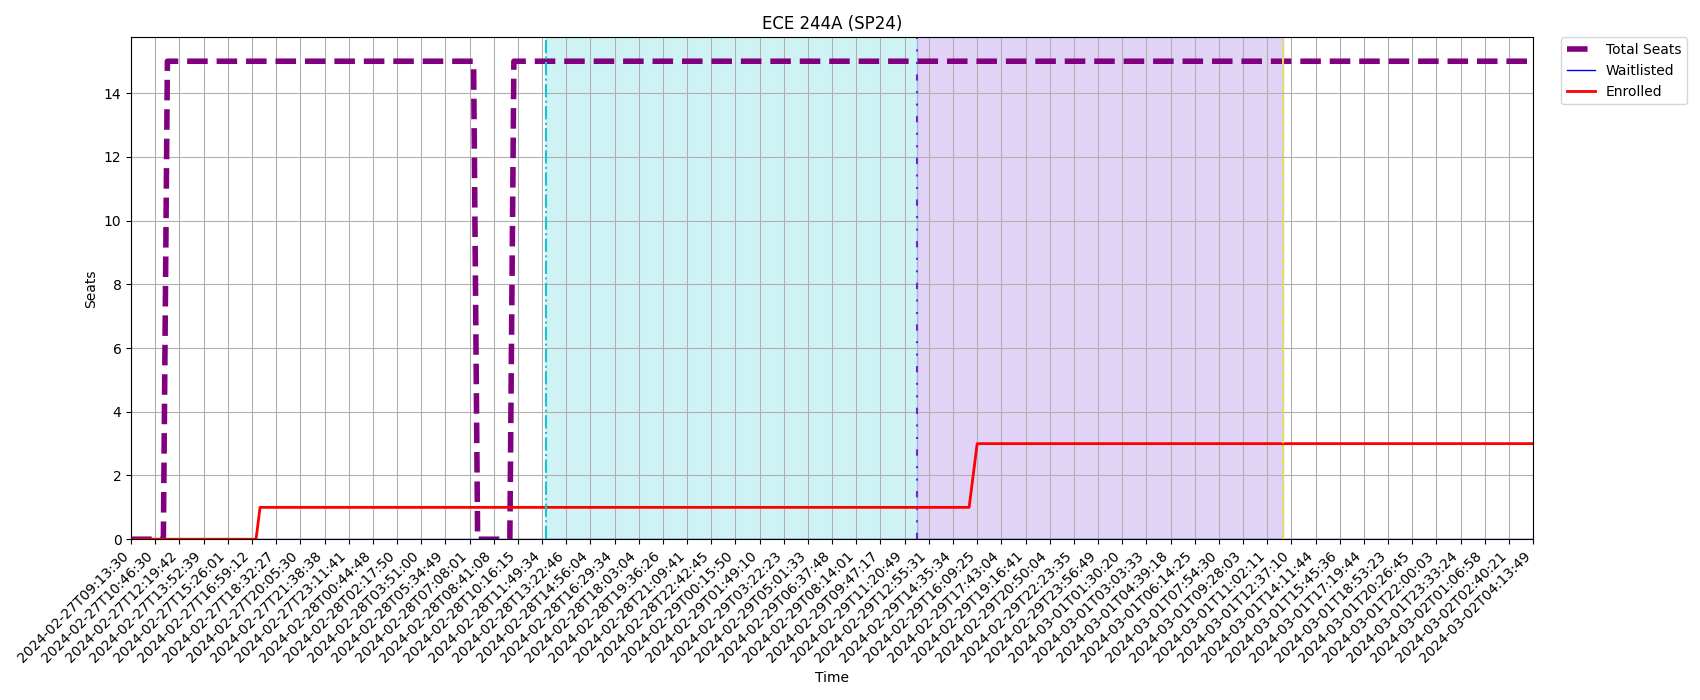 ECE 244A (SP24)
Total Seats
Waitlisted
Enrolled
14
12
10
8
6
4
2
0
Seats
2024-02-27T09:13:30
2024-02-27T10:46:30
2024-02-27T12:19:42
2024-02-27T13:52:39
2024-02-27T15:26:01
2024-02-27T16:59:12
2024-02-27T18:32:27
2024-02-27T20:05:30
2024-02-27T21:38:38
2024-02-27T23:11:41
2024-02-28T00:44:48
2024-02-28T02:17:50
2024-02-28T03:51:00
2024-02-28T05:34:49
2024-02-28T07:08:01
2024-02-28T08:41:08
2024-02-28T10:16:15
2024-02-28T11:49:34
2024-02-28T13:22:46
2024-02-28T14:56:04
2024-02-28T16:29:34
2024-02-28T18:03:04
2024-02-28T19:36:26
2024-02-28T21:09:41
2024-02-28T22:42:45
2024-02-29T00:15:50
2024-02-29T01:49:10
2024-02-29T03:22:23
2024-02-29T05:01:33
2024-02-29T06:37:48
2024-02-29T08:14:01
2024-02-29T09:47:17
2024-02-29T11:20:49
2024-02-29T12:55:31
2024-02-29T14:35:34
2024-02-29T16:09:25
2024-02-29T17:43:04
2024-02-29T19:16:41
2024-02-29T20:50:04
2024-02-29T22:23:35
2024-02-29T23:56:49
2024-03-01T01:30:20
2024-03-01T03:03:33
2024-03-01T04:39:18
2024-03-01T06:14:25
2024-03-01T07:54:30
2024-03-01T09:28:03
2024-03-01T11:02:11
2024-03-01T12:37:10
2024-03-01T14:11:44
2024-03-01T15:45:36
2024-03-01T17:19:44
2024-03-01T18:53:23
2024-03-01T20:26:45
2024-03-01T22:00:03
2024-03-01T23:33:24
2024-03-02T01:06:58
2024-03-02T02:40:21
2024-03-02T04:13:49
Time